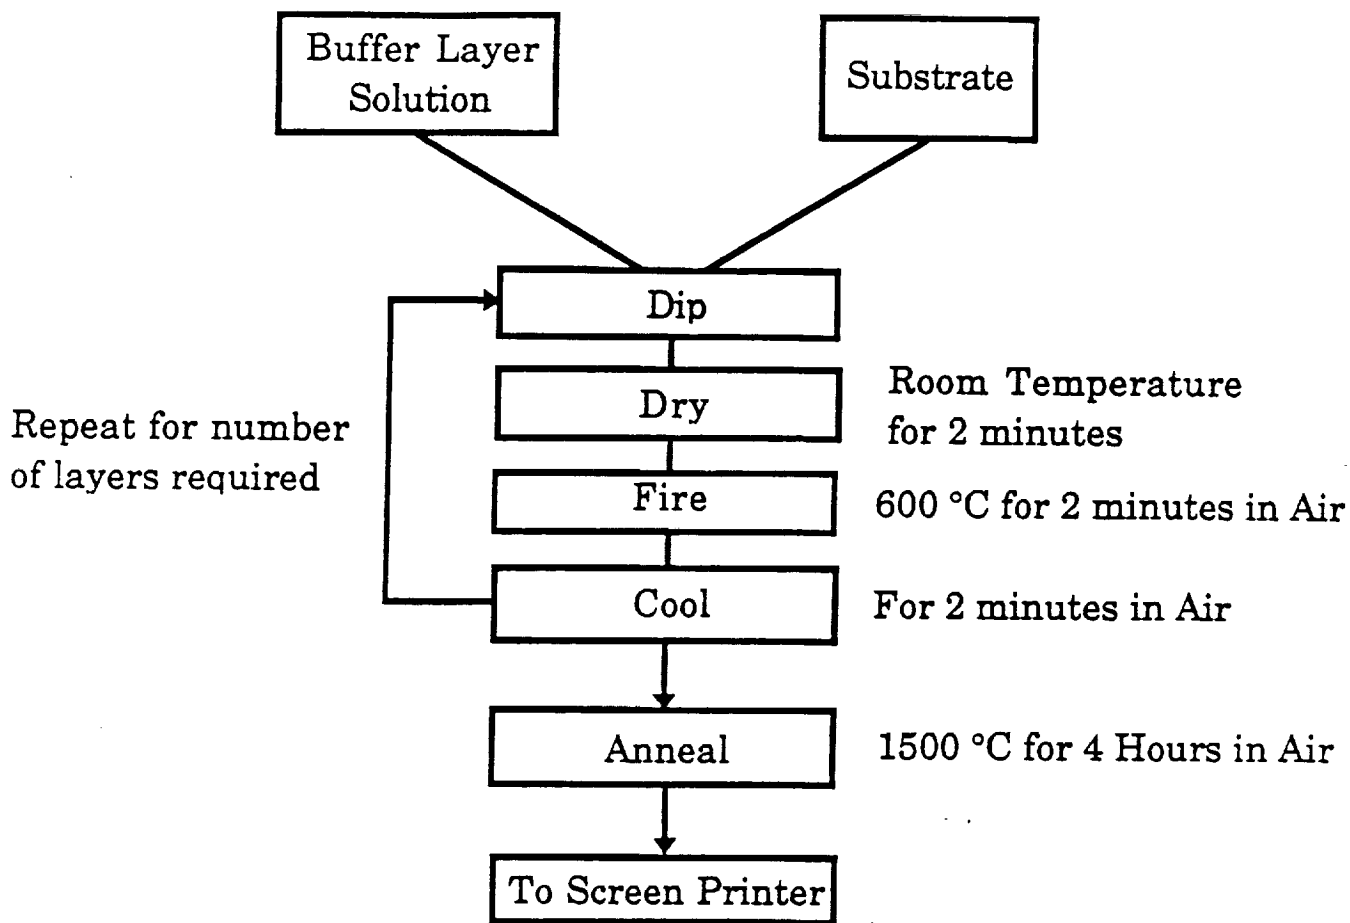 Buffer Layer
Solution
Substrate
Dip
Dry
Room Temperature
for 2 minutes
Repeat for number
of layers required
Fire
600 °C for 2 minutes in Air
Cool
For 2 minutes in Air
Anneal
1500 °C for 4 Hours in Air
To Screen Printer